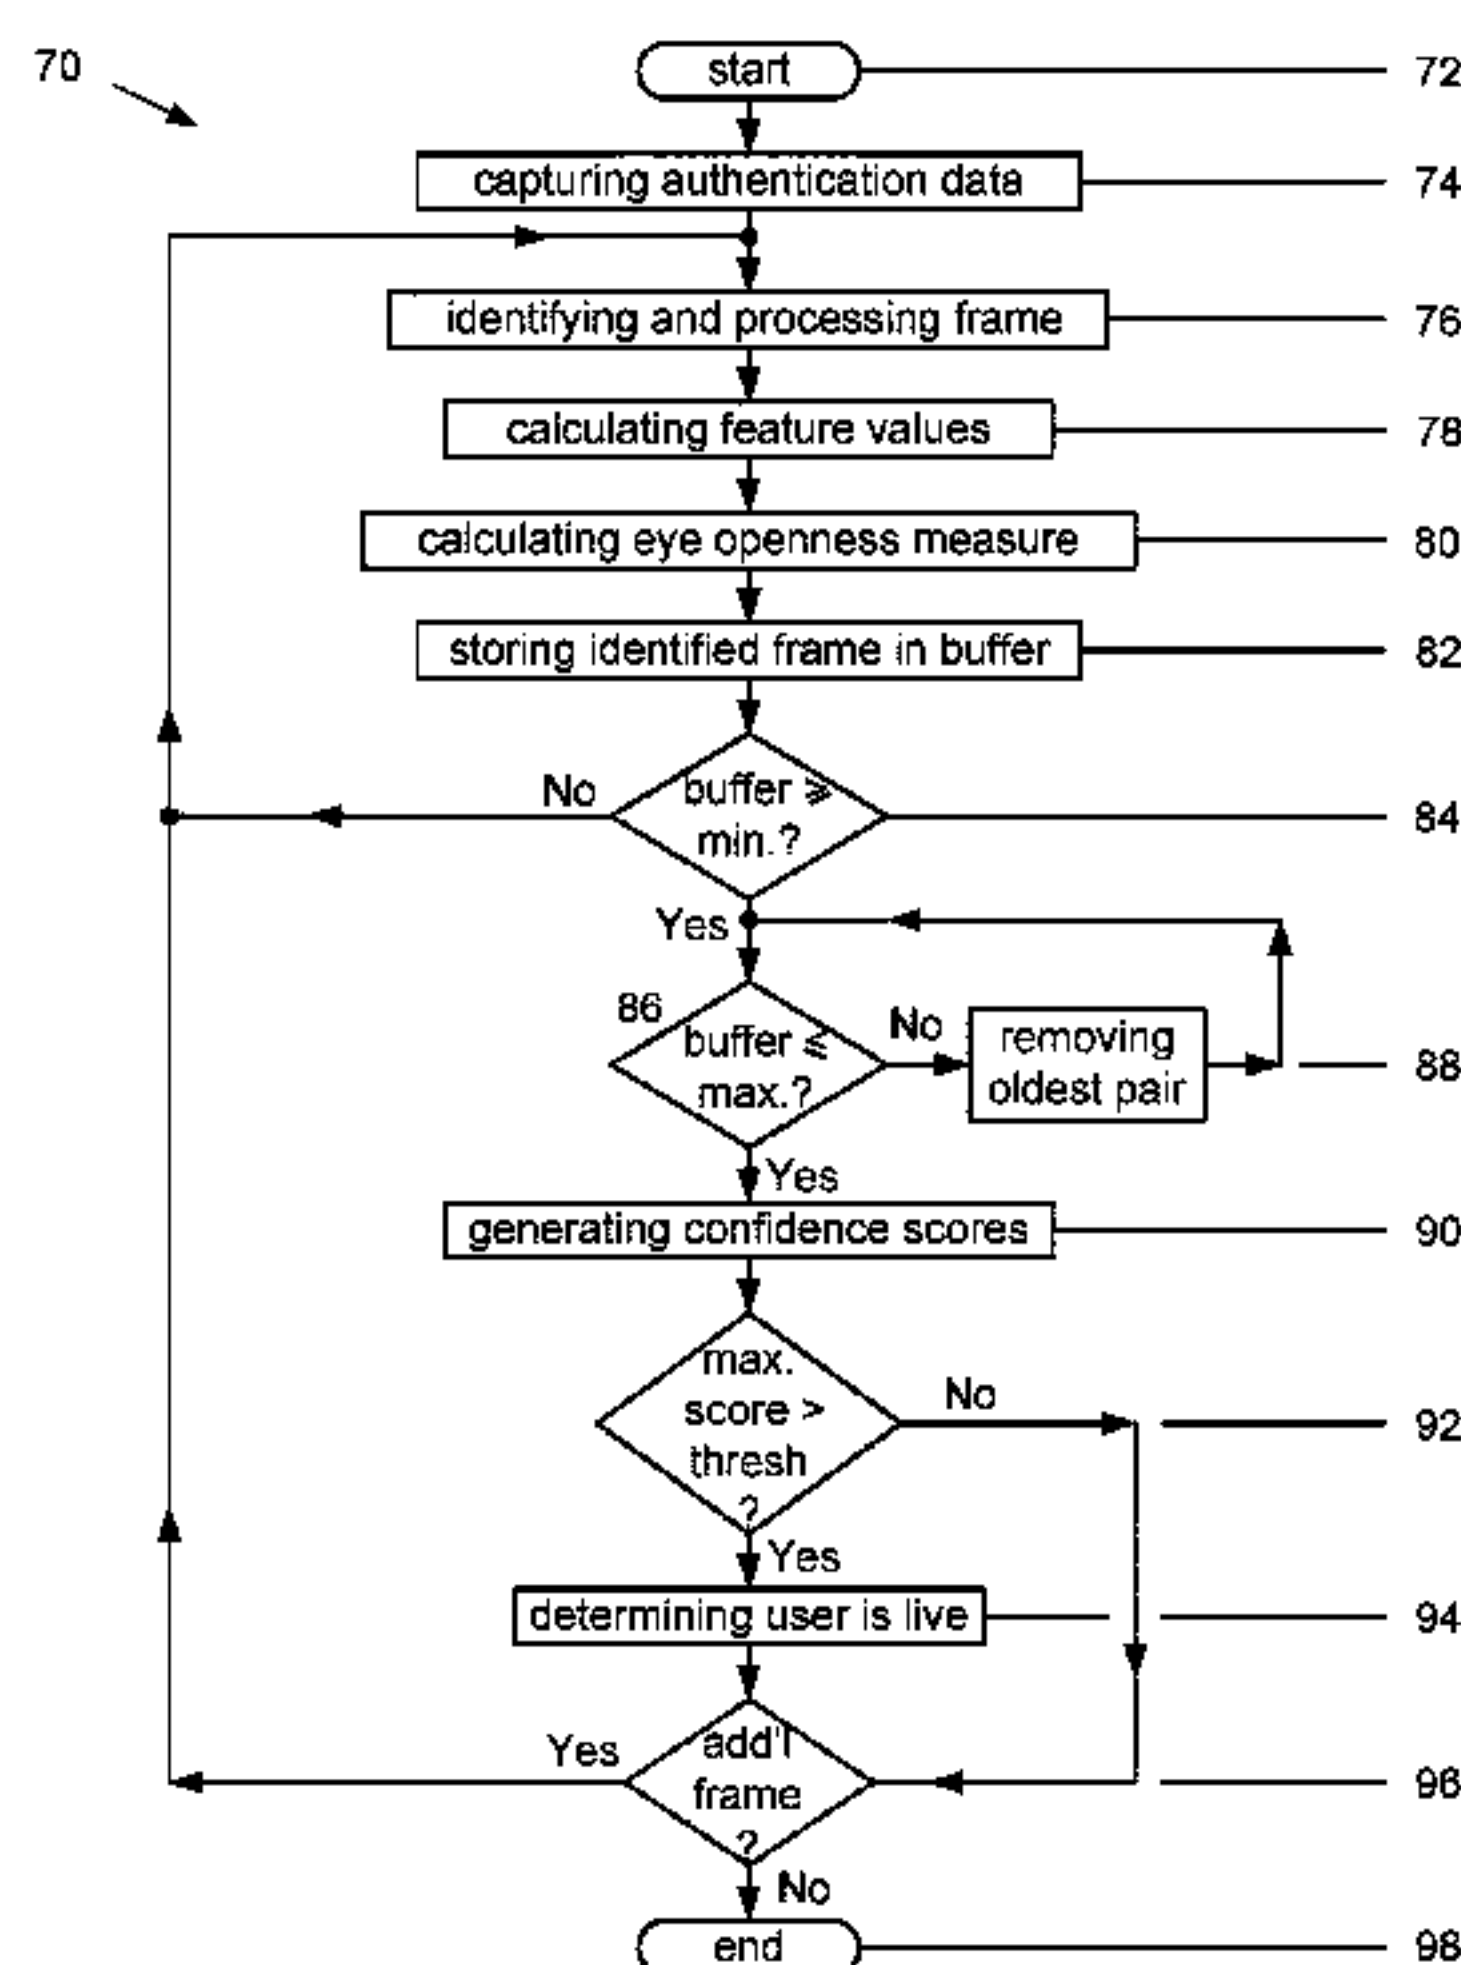 70
start
72
capturing authentication data
74
identifying and processing frame
76
calculating feature values
78
calculating eye openness measure
80
storing identified frame in buffer
82
No
buffer ⩾
min.?
84
Yes
86
buffer ⩽
max.?
No
removing
oldest pair
88
Yes
generating confidence scores
90
max.
score >
thresh
?
No
92
Yes
determining user is live
94
Yes
add'l
frame
?
96
No
end
98